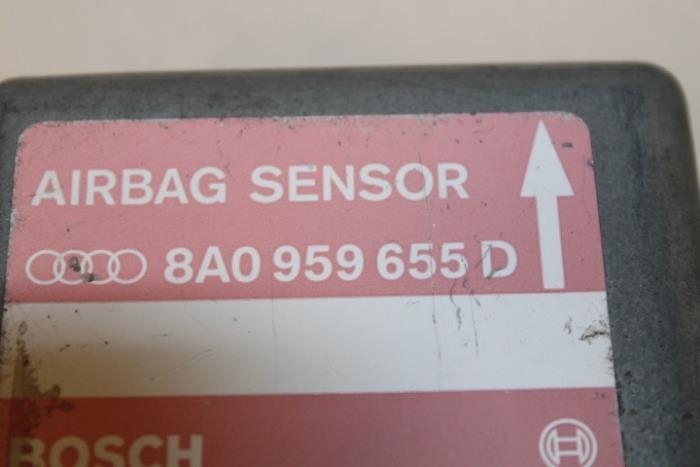 AIRBAG SENSOR
8A0 959 655 D
BOSCH